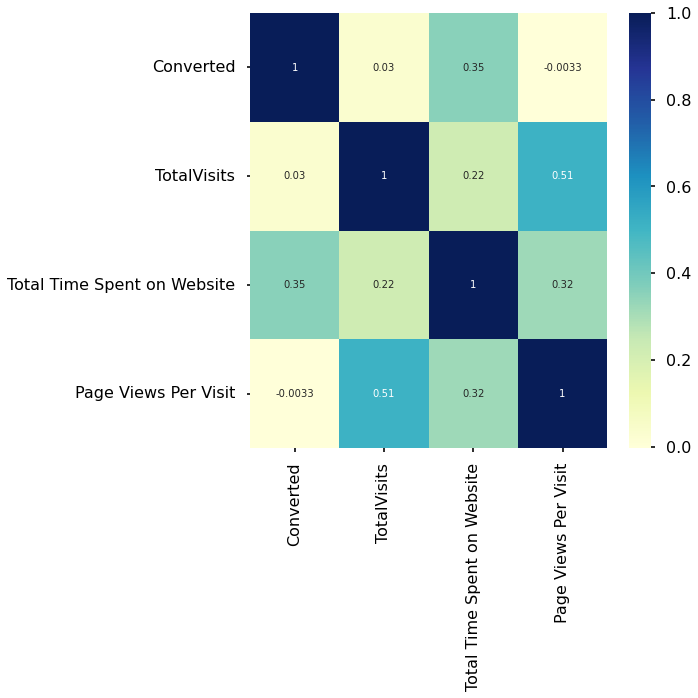 1.0
Converted
1
0.03
0.35
-0.0033
0.8
TotalVisits
0.03
1
0.22
0.51
0.6
0.4
Total Time Spent on Website
0.35
0.22
1
0.32
0.2
Page Views Per Visit
-0.0033
0.51
0.32
1
0.0
Converted
TotalVisits
Total Time Spent on Website
Page Views Per Visit